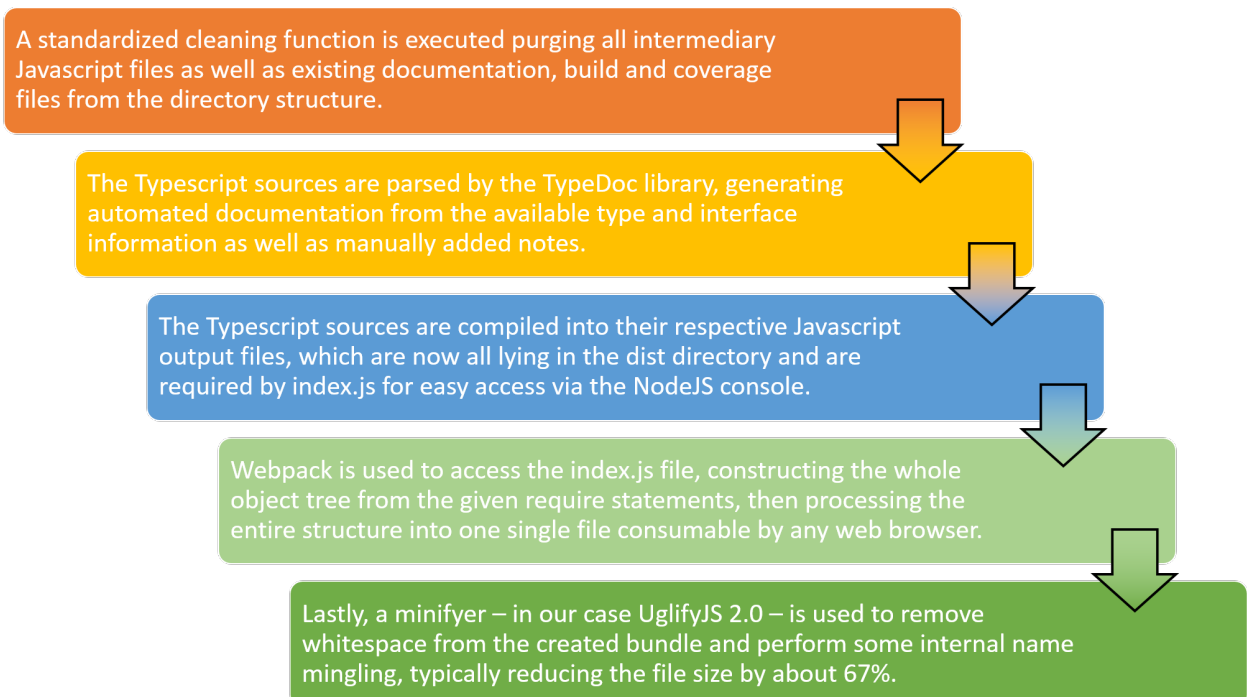 A standardized cleaning function is executed purging all intermediary
Javascript files as well as existing documentation, build and coverage
files from the directory structure.
The Typescript sources are parsed by the TypeDoc library, generating
automated documentation from the available type and interface
information as well as manually added notes.
The Typescript sources are compiled into their respective Javascript
output files, which are now all lying in the dist directory and are
required by index.js for easy access via the NodeJS console.
Webpack is used to access the index.js file, constructing the whole
object tree from the given require statements, then processing the
entire structure into one single file consumable by any web browser.
Lastly, a minifyer – in our case UglifyJS 2.0 – is used to remove
whitespace from the created bundle and perform some internal name
mingling, typically reducing the file size by about 67%.